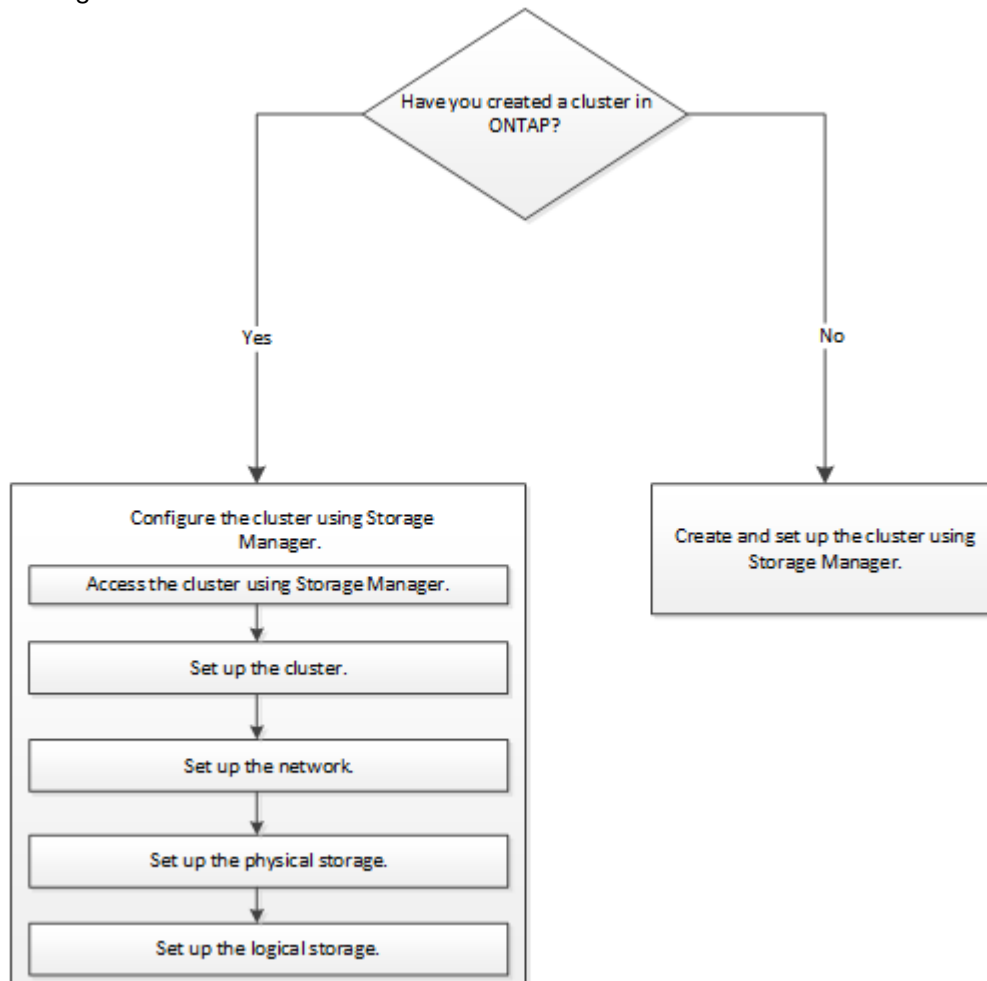 Have you created a cluster in
ONTAP?
Yes
No
Configure the cluster using Storage
Manager.
Access the cluster using Storage Manager.
Set up the cluster.
Set up the network.
Set up the physical storage.
Set up the logical storage.
Create and set up the cluster using
Storage Manager.